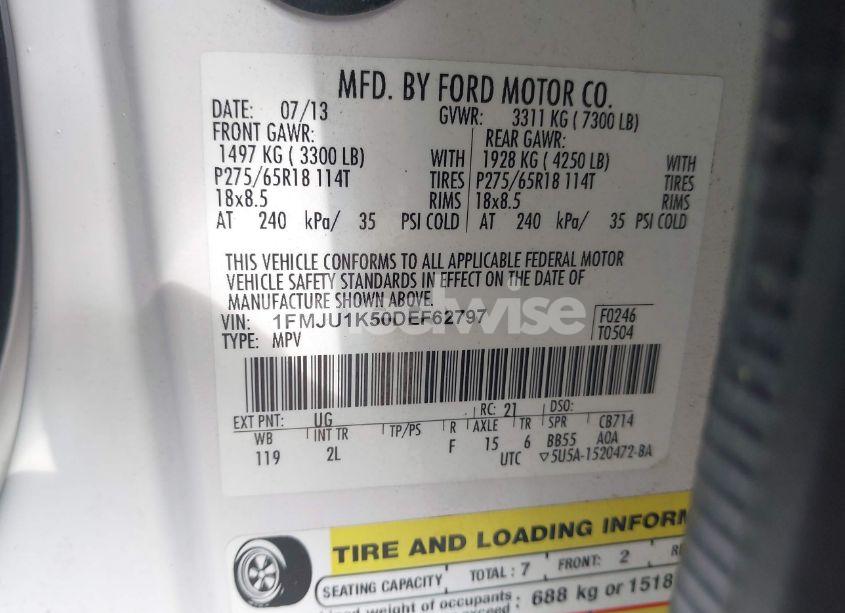 MFD. BY FORD MOTOR CO.
DATE: 07/13 GVWR: 3311 KG ( 7300 LB)
FRONT GAWR: REAR GAWR:
1497 KG ( 3300 LB) WITH 1928 KG ( 4250 LB) WITH
P275/65R18 114T TIRES P275/65R18 114T TIRES
18x8.5 RIMS 18x8.5 RIMS
AT 240 kPa/ 35 PSI COLD AT 240 kPa/ 35 PSI COLD
THIS VEHICLE CONFORMS TO ALL APPLICABLE FEDERAL MOTOR
VEHICLE SAFETY STANDARDS IN EFFECT ON THE DATE OF
MANUFACTURE SHOWN ABOVE.
VIN: 1FMJU1K50DEF62797 F0246
TYPE: MPV T0504
RC: 21 DSO:
EXT PNT: UG CB714
WB INT TR TP/PS R AXLE TR SPR A0A
119 2L F 15 6 BB55
UTC ▽5U5A-1520472-BA
TIRE AND LOADING INFORM
SEATING CAPACITY TOTAL: 7 FRONT: 2
weight of occupants 688 kg or 1518